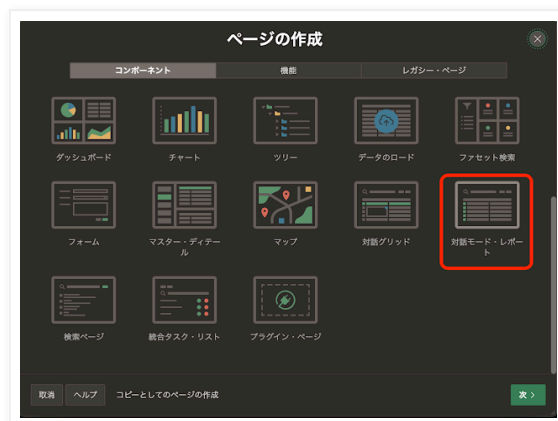 ページの作成
コンポーネント
機能
レガシー・ページ
ダッシュボード
チャート
ツリー
データのロード
ファセット検索
フォーム
マスター・ディテー
ル
マップ
対話グリッド
対話モード・レポー
ト
検索ページ
統合タスク・リスト
プラグイン・ページ
取消
ヘルプ
コピーとしてのページの作成
次 >